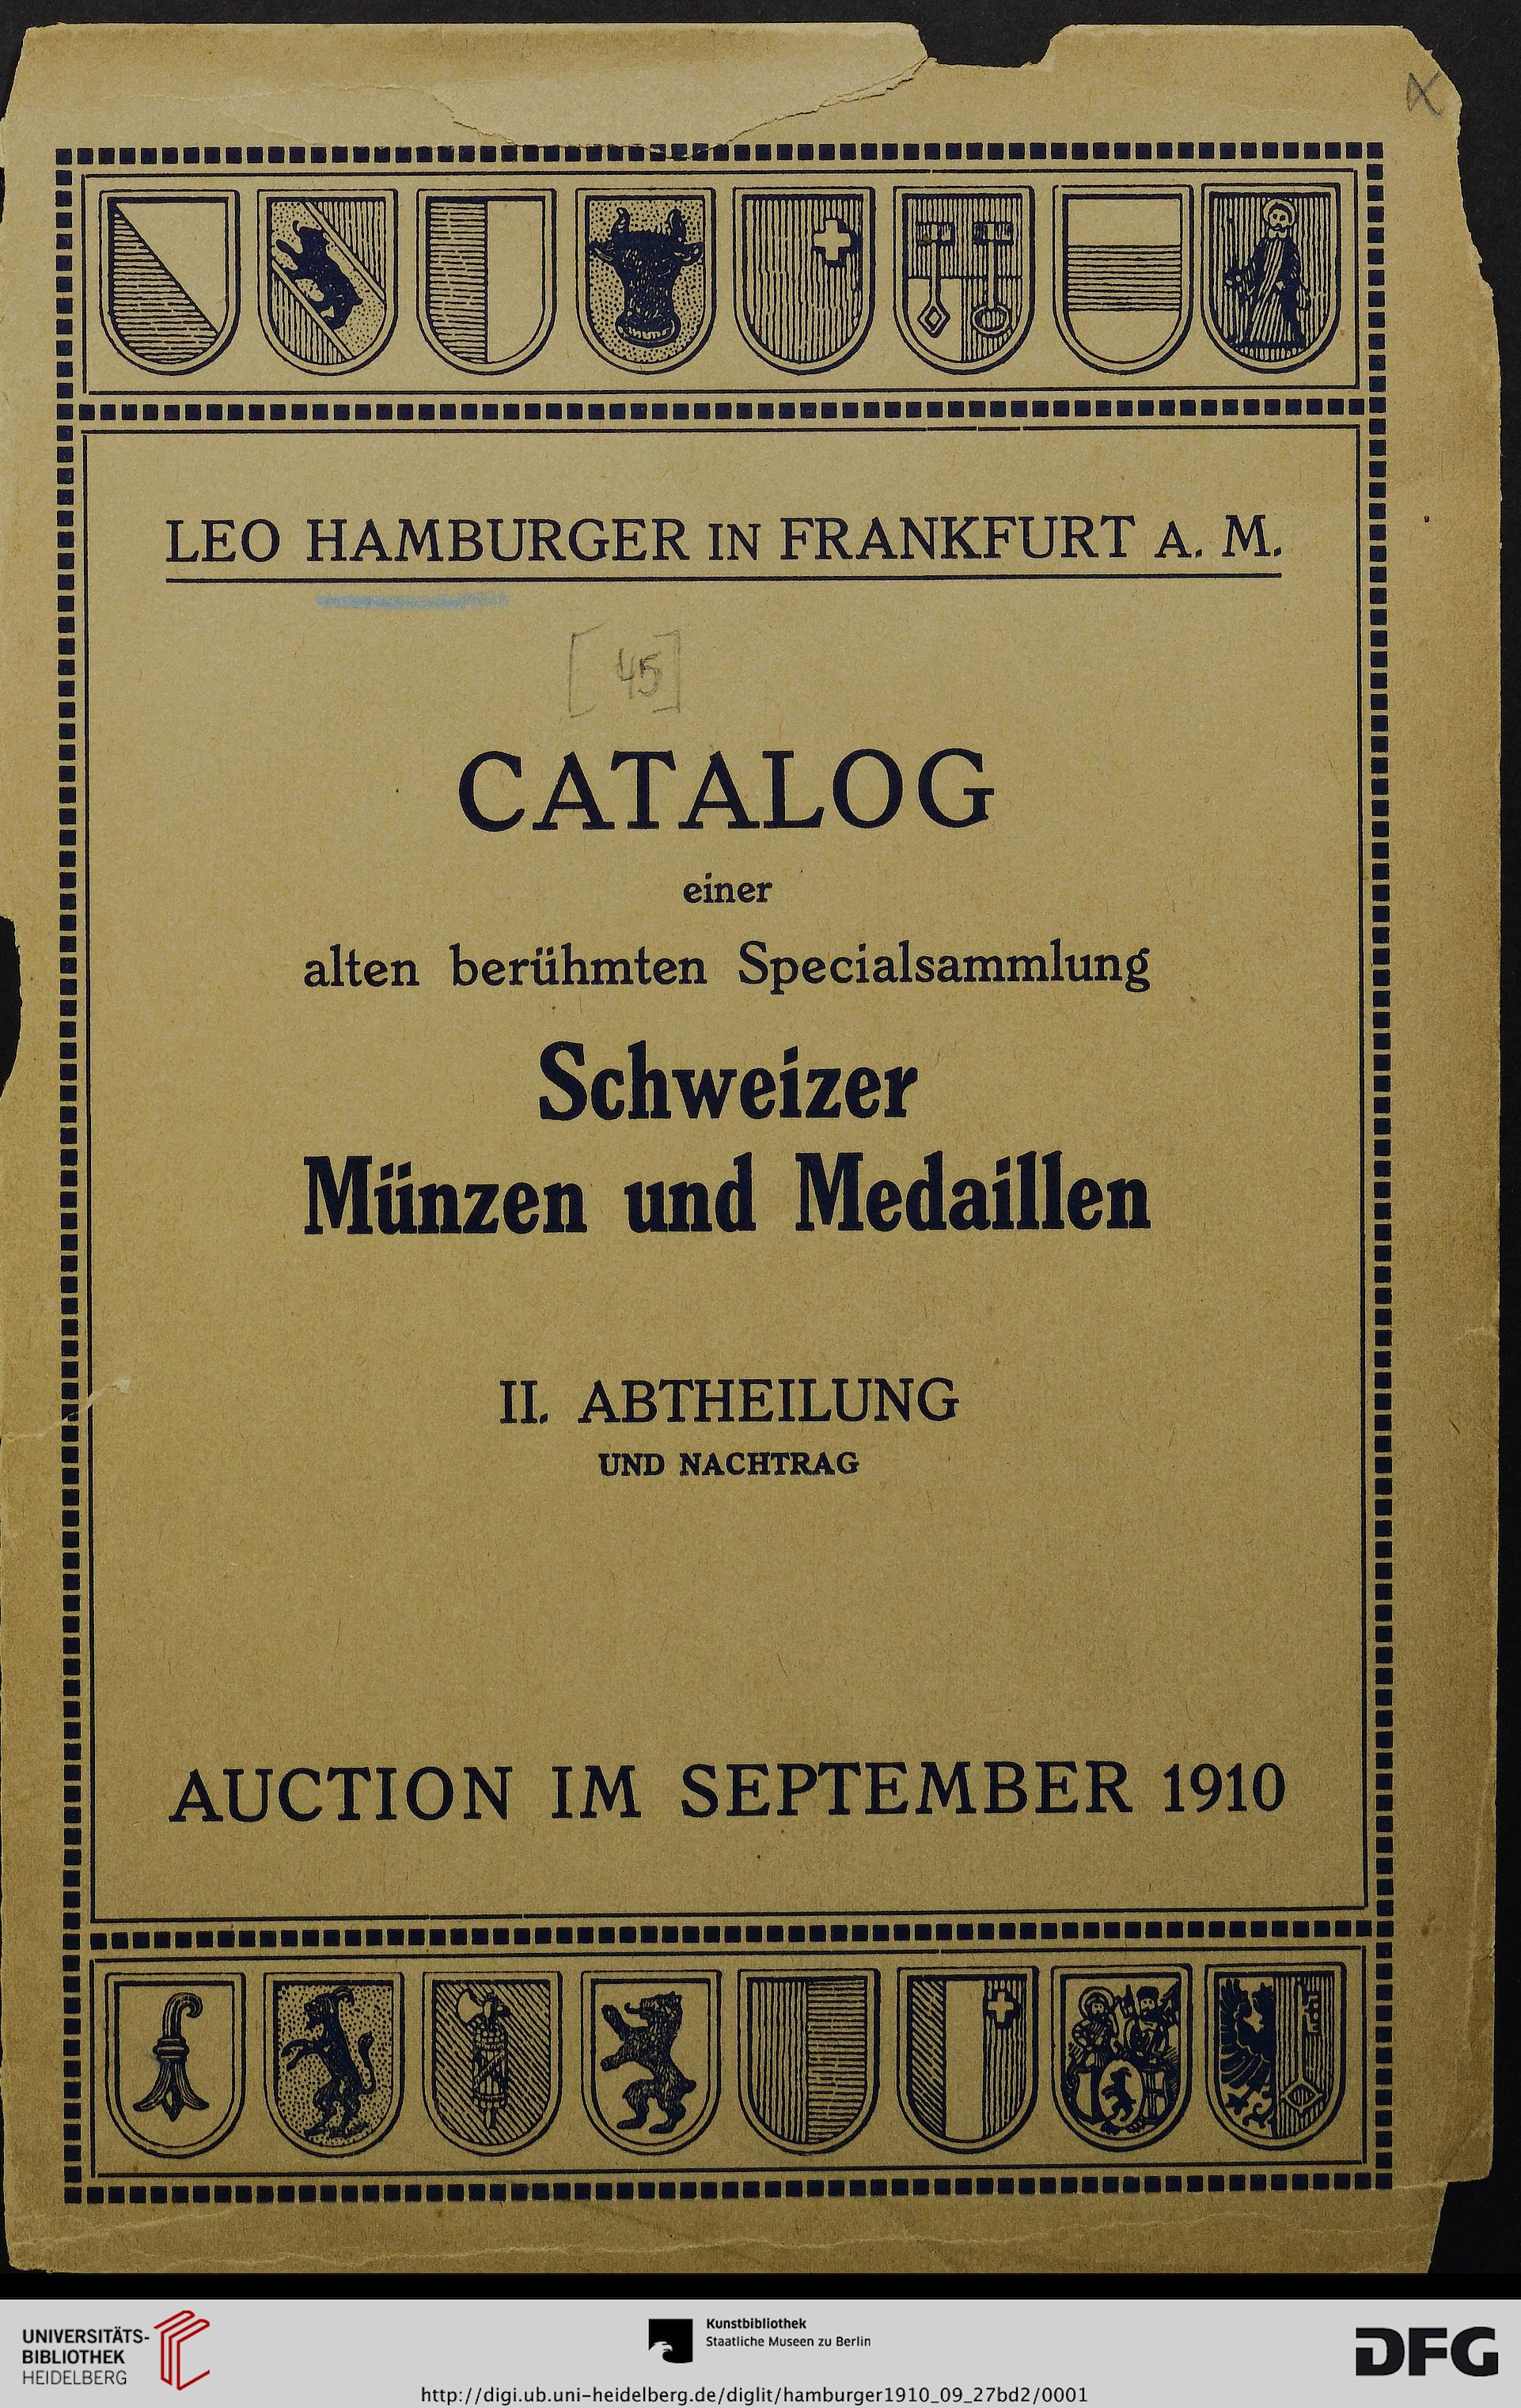 LEO HAMBURGER IN FRANKFURT A. M.
[45]
CATALOG
einer
alten berühmten Specialsammlung
Schweizer
Münzen und Medaillen
II. ABTHEILUNG
UND NACHTRAG
AUCTION IM SEPTEMBER 1910
UNIVERSITÄTS-
BIBLIOTHEK
HEIDELBERG
Kunstbibliothek
Staatliche Museen zu Berlin
DFG
http://digi.ub.uni-heidelberg.de/diglit/hamburger1910_09_27bd2/0001